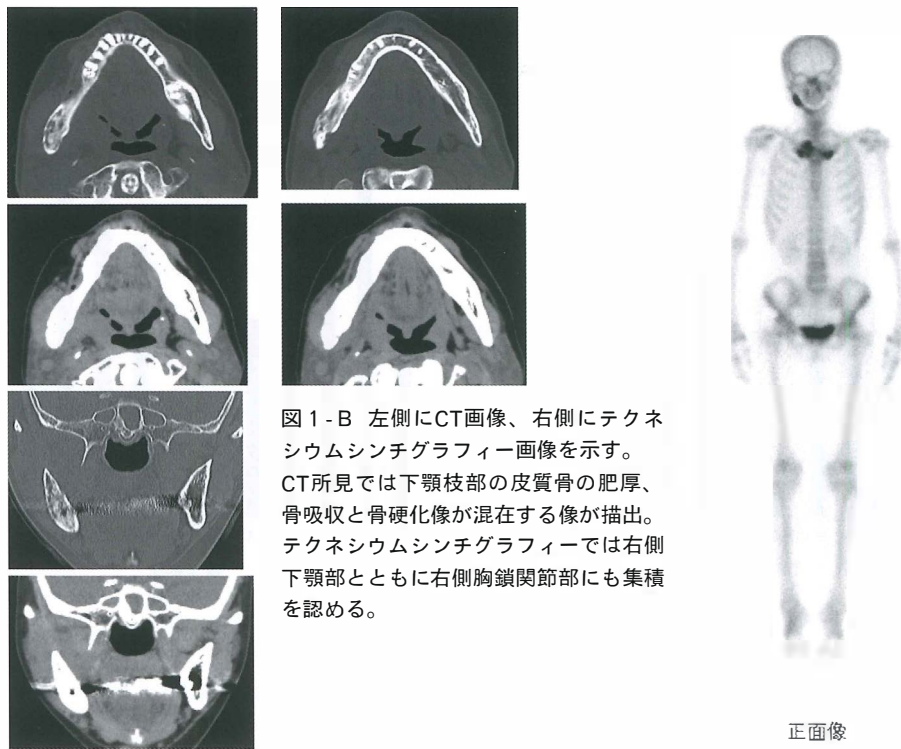 図1-B 左側にCT画像、右側にテクネ
シウムシンチグラフィー画像を示す。
CT所見では下顎枝部の皮質骨の肥厚、
骨吸収と骨硬化像が混在する像が描出。
テクネシウムシンチグラフィーでは右側
下顎部とともに右側胸鎖関節部にも集積
を認める。
正面像